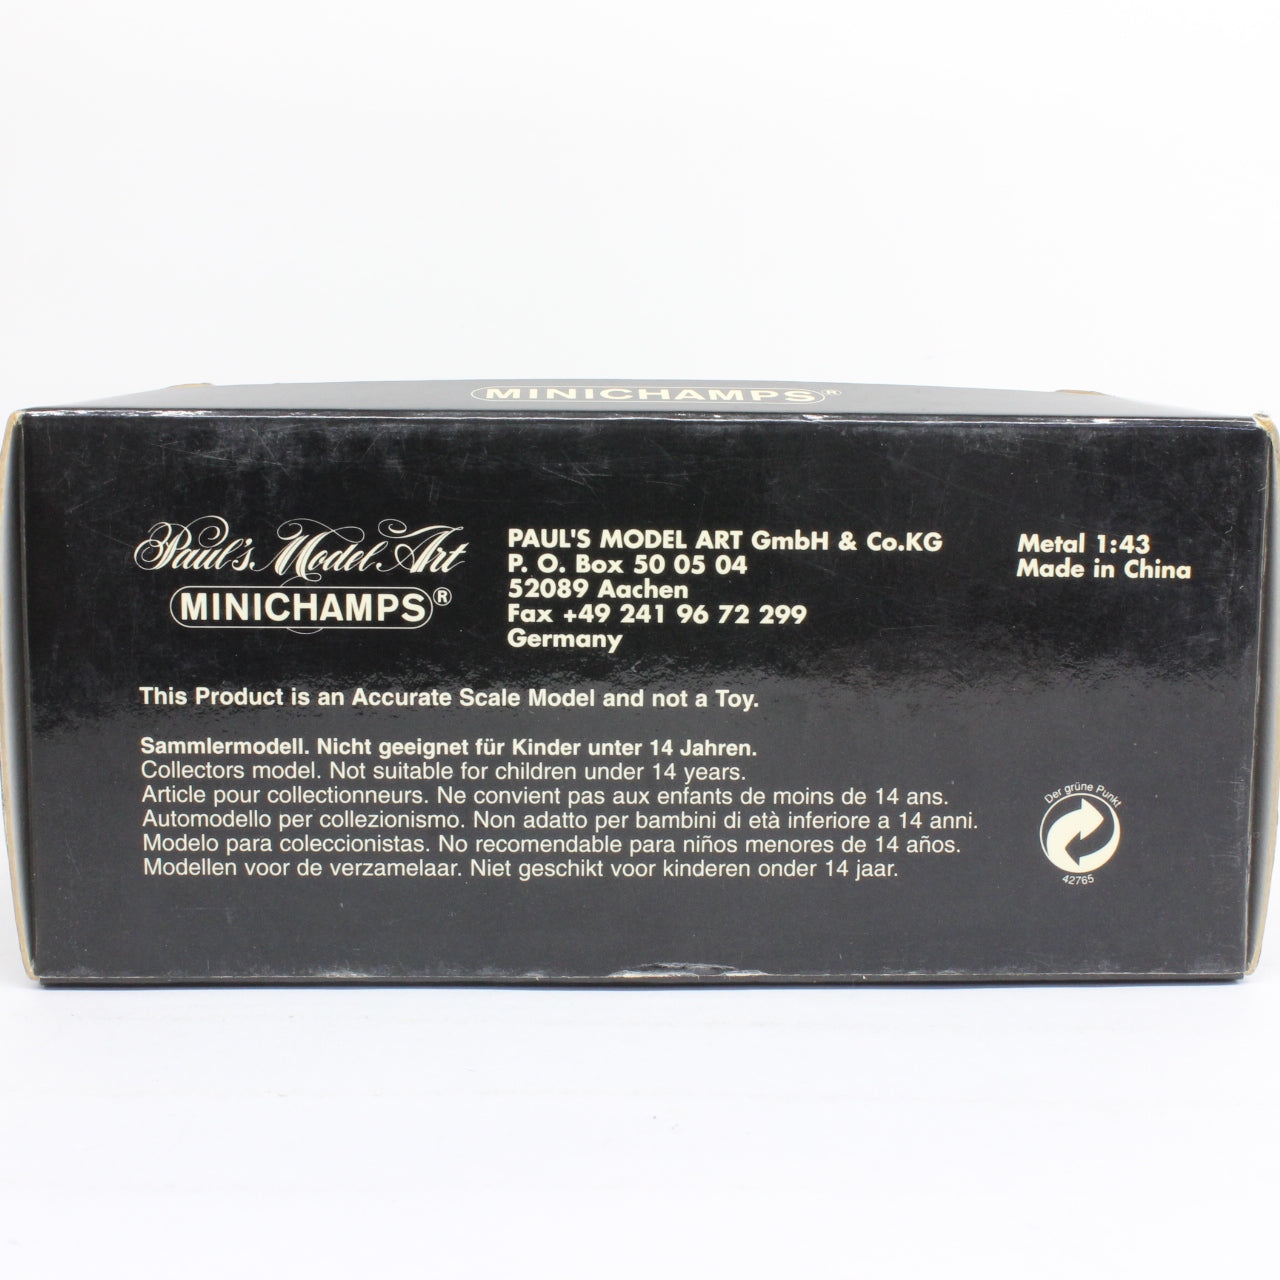 MINICHAMPS®
Paul's Model Art
MINICHAMPS®
PAUL'S MODEL ART GmbH & Co.KG
P. O. Box 50 05 04
52089 Aachen
Fax +49 241 96 72 299
Germany
Metal 1:43
Made in China
This Product is an Accurate Scale Model and not a Toy.
Sammlermodell. Nicht geeignet für Kinder unter 14 Jahren.
Collectors model. Not suitable for children under 14 years.
Article pour collectionneurs. Ne convient pas aux enfants de moins de 14 ans.
Automodello per collezionismo. Non adatto per bambini di età inferiore a 14 anni.
Modelo para coleccionistas. No recomendable para niños menores de 14 años.
Modellen voor de verzamelaar. Niet geschikt voor kinderen onder 14 jaar.
Der grüne Punkt
42765